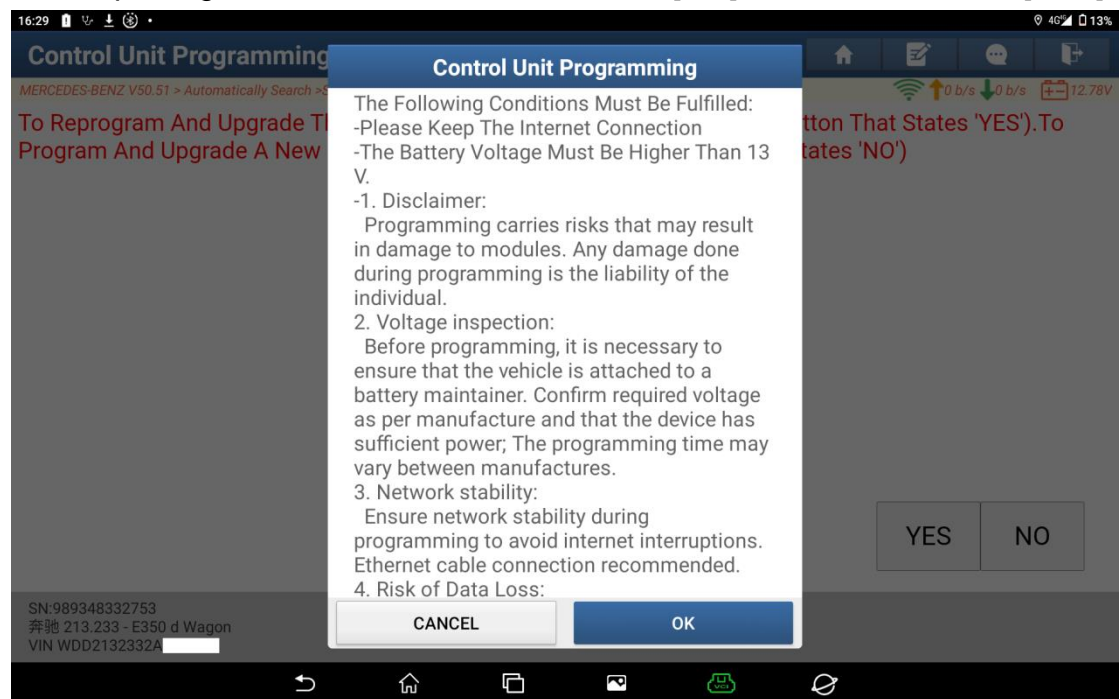 16:29
4G 13%
Control Unit Programming
MERCEDES-BENZ V50.51 > Automatically Search >
0 b/s 0 b/s 12.78V
To Reprogram And Upgrade tton That States 'YES').To
Program And Upgrade A New tates 'NO')
Control Unit Programming
The Following Conditions Must Be Fulfilled:
-Please Keep The Internet Connection
-The Battery Voltage Must Be Higher Than 13
V.
-1. Disclaimer:
Programming carries risks that may result
in damage to modules. Any damage done
during programming is the liability of the
individual.
2. Voltage inspection:
Before programming, it is necessary to
ensure that the vehicle is attached to a
battery maintainer. Confirm required voltage
as per manufacture and that the device has
sufficient power; The programming time may
vary between manufactures.
3. Network stability:
Ensure network stability during
programming to avoid internet interruptions.
Ethernet cable connection recommended.
4. Risk of Data Loss:
CANCEL
OK
YES
NO
SN:989348332753
奔驰 213.233 - E350 d Wagon
VIN WDD2132332A
VCI